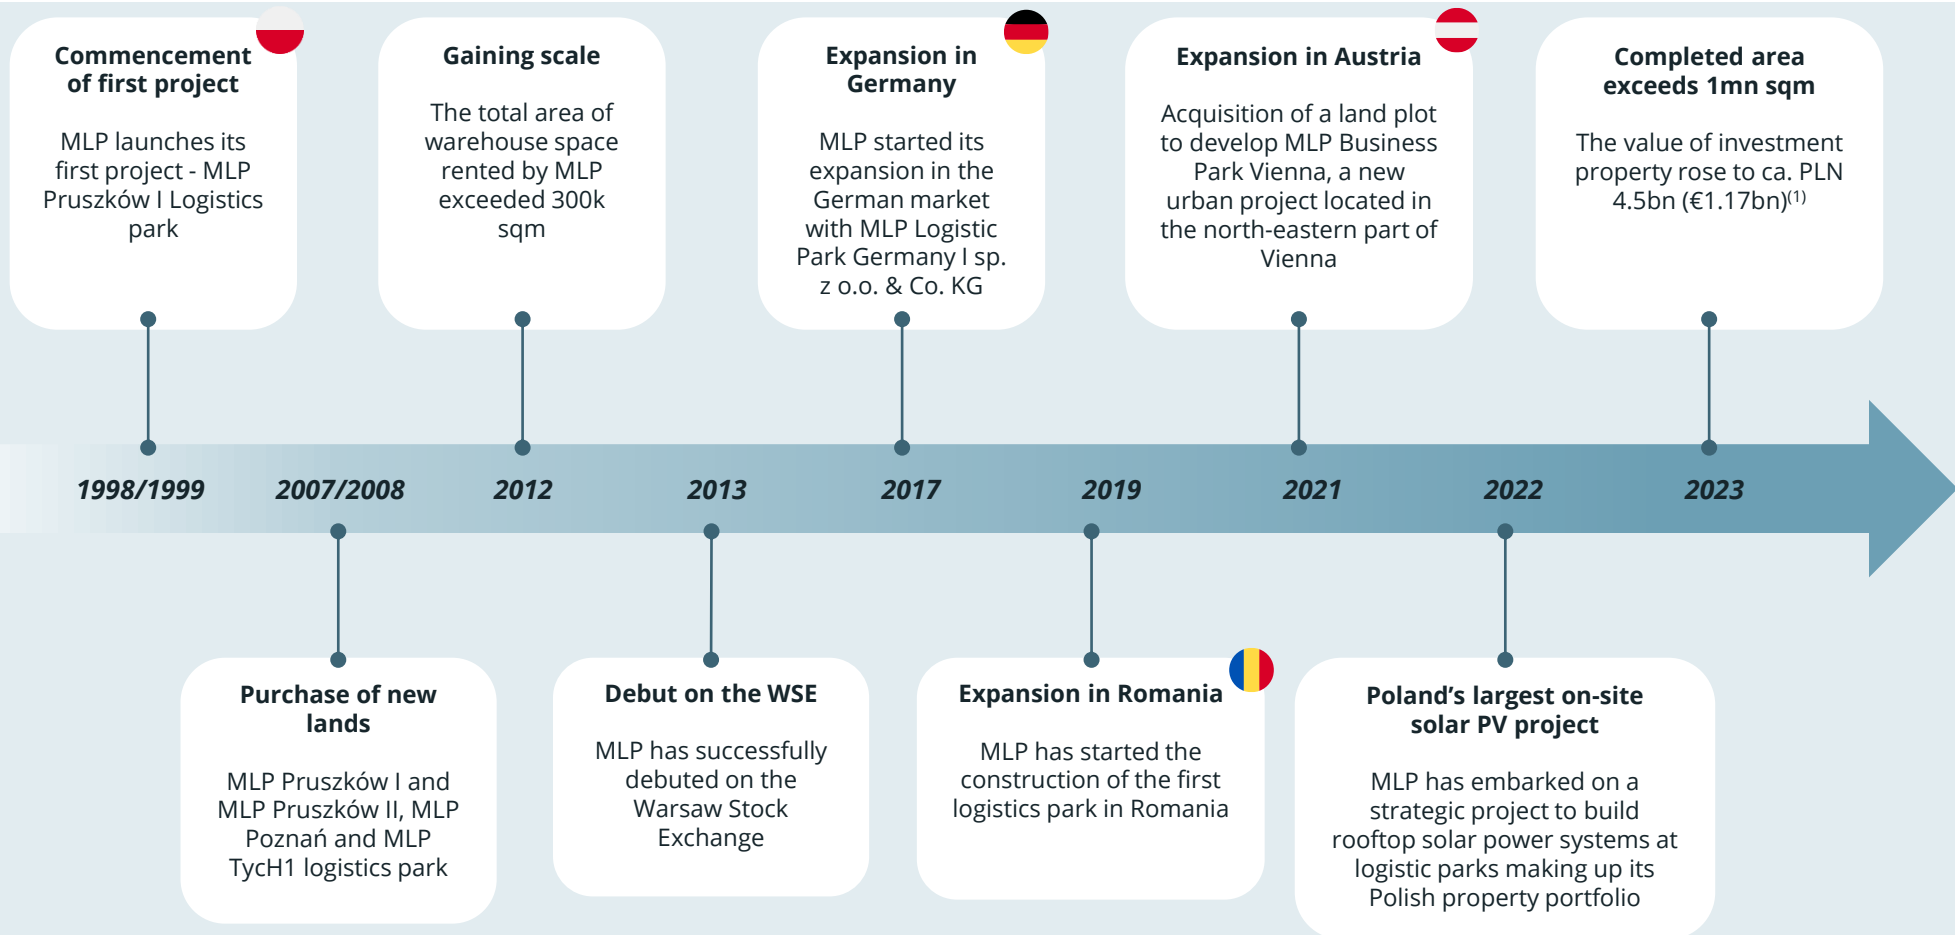 Commencement
of first project
MLP launches its
first project - MLP
Pruszków I Logistics
park
Gaining scale
The total area of
warehouse space
rented by MLP
exceeded 300k
sqm
Expansion in
Germany
MLP started its
expansion in the
German market
with MLP Logistic
Park Germany I sp.
z o.o. & Co. KG
Expansion in Austria
Acquisition of a land plot
to develop MLP Business
Park Vienna, a new
urban project located in
the north-eastern part of
Vienna
Completed area
exceeds 1mn sqm
The value of investment
property rose to ca. PLN
4.5bn (€1.17bn)(1)
1998/1999
2007/2008
2012
2013
2017
2019
2021
2022
2023
Purchase of new
lands
MLP Pruszków I and
MLP Pruszków II, MLP
Poznań and MLP
TycH1 logistics park
Debut on the WSE
MLP has successfully
debuted on the
Warsaw Stock
Exchange
Expansion in Romania
MLP has started the
construction of the first
logistics park in Romania
Poland’s largest on-site
solar PV project
MLP has embarked on a
strategic project to build
rooftop solar power systems at
logistic parks making up its
Polish property portfolio